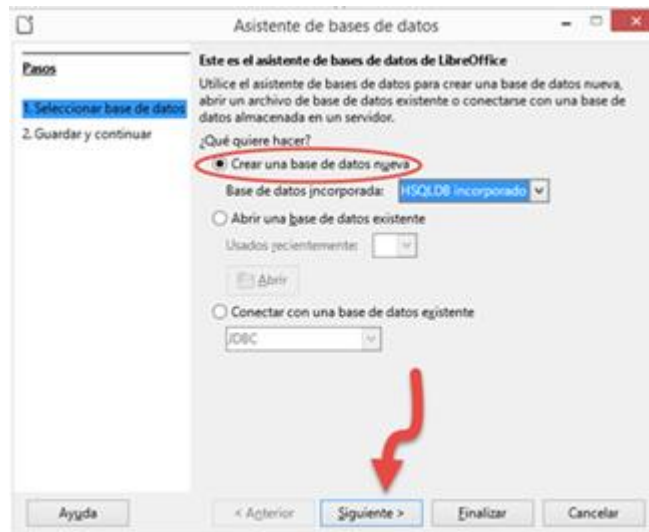 Asistente de bases de datos
Pasos
1. Seleccionar base de datos
2. Guardar y continuar
Este es el asistente de bases de datos de LibreOffice
Utilice el asistente de bases de datos para crear una base de datos nueva,
abrir un archivo de base de datos existente o conectarse con una base de
datos almacenada en un servidor.
¿Qué quiere hacer?
Crear una base de datos nueva
Base de datos incorporada: HSQLDB incorporado
Abrir una base de datos existente
Usados recientemente:
Abrir
Conectar con una base de datos existente
JDBC
Ayuda < Anterior Siguiente > Finalizar Cancelar